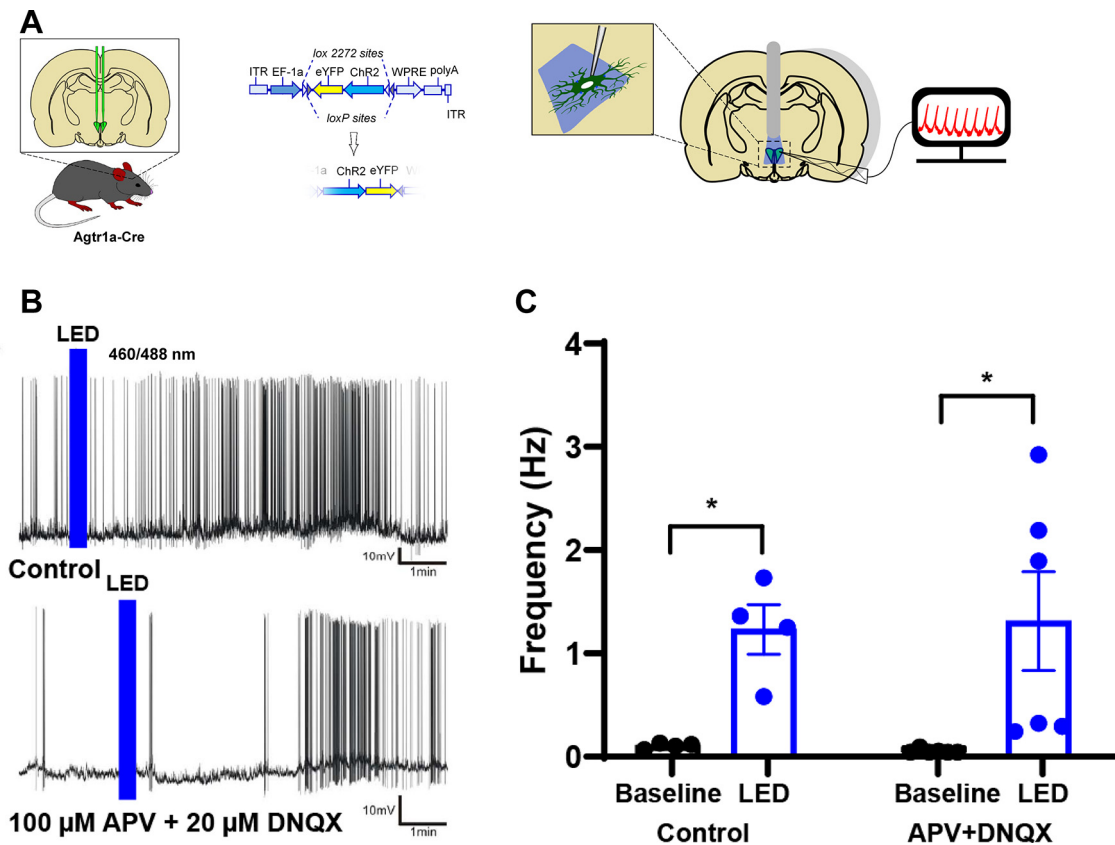 A
lox 2272 sites
ITR EF-1a eYFP ChR2 WPRE polyA
ITR
loxP sites
1a ChR2 eYFP W
Agtr1a-Cre
B
LED
460/488 nm
10mV
1min
Control
LED
10mV
1min
100 µM APV + 20 µM DNQX
C
Frequency (Hz)
4
3
2
1
0
*
*
Baseline LED Baseline LED
Control APV+DNQX